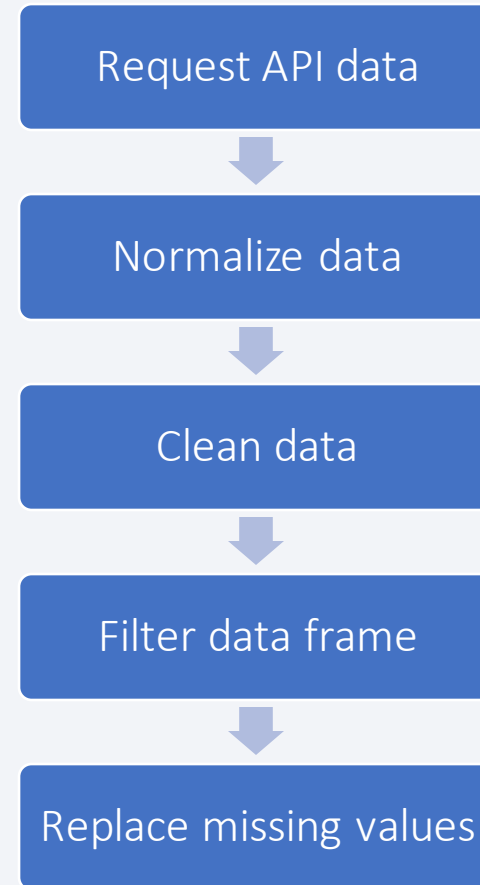 Request API data
Normalize data
Clean data
Filter data frame
Replace missing values